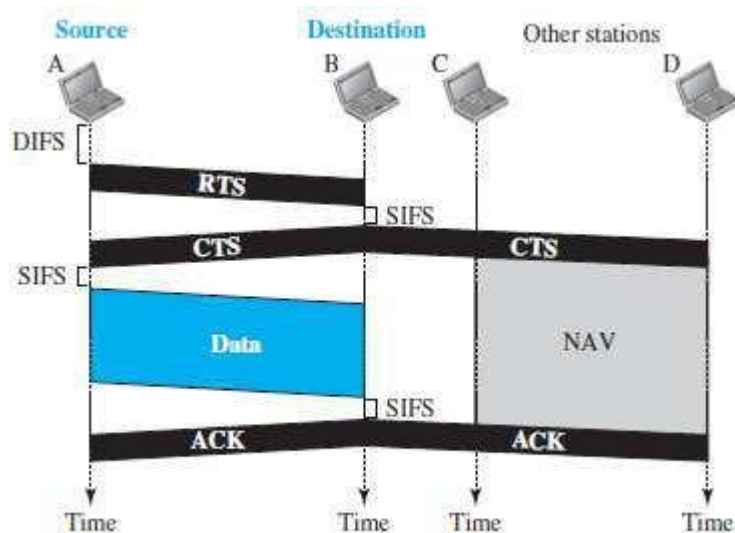 Source
Destination
Other stations
A
B
C
D
DIFS
RTS
SIFS
CTS
CTS
SIFS
Data
NAV
SIFS
ACK
ACK
Time
Time
Time
Time